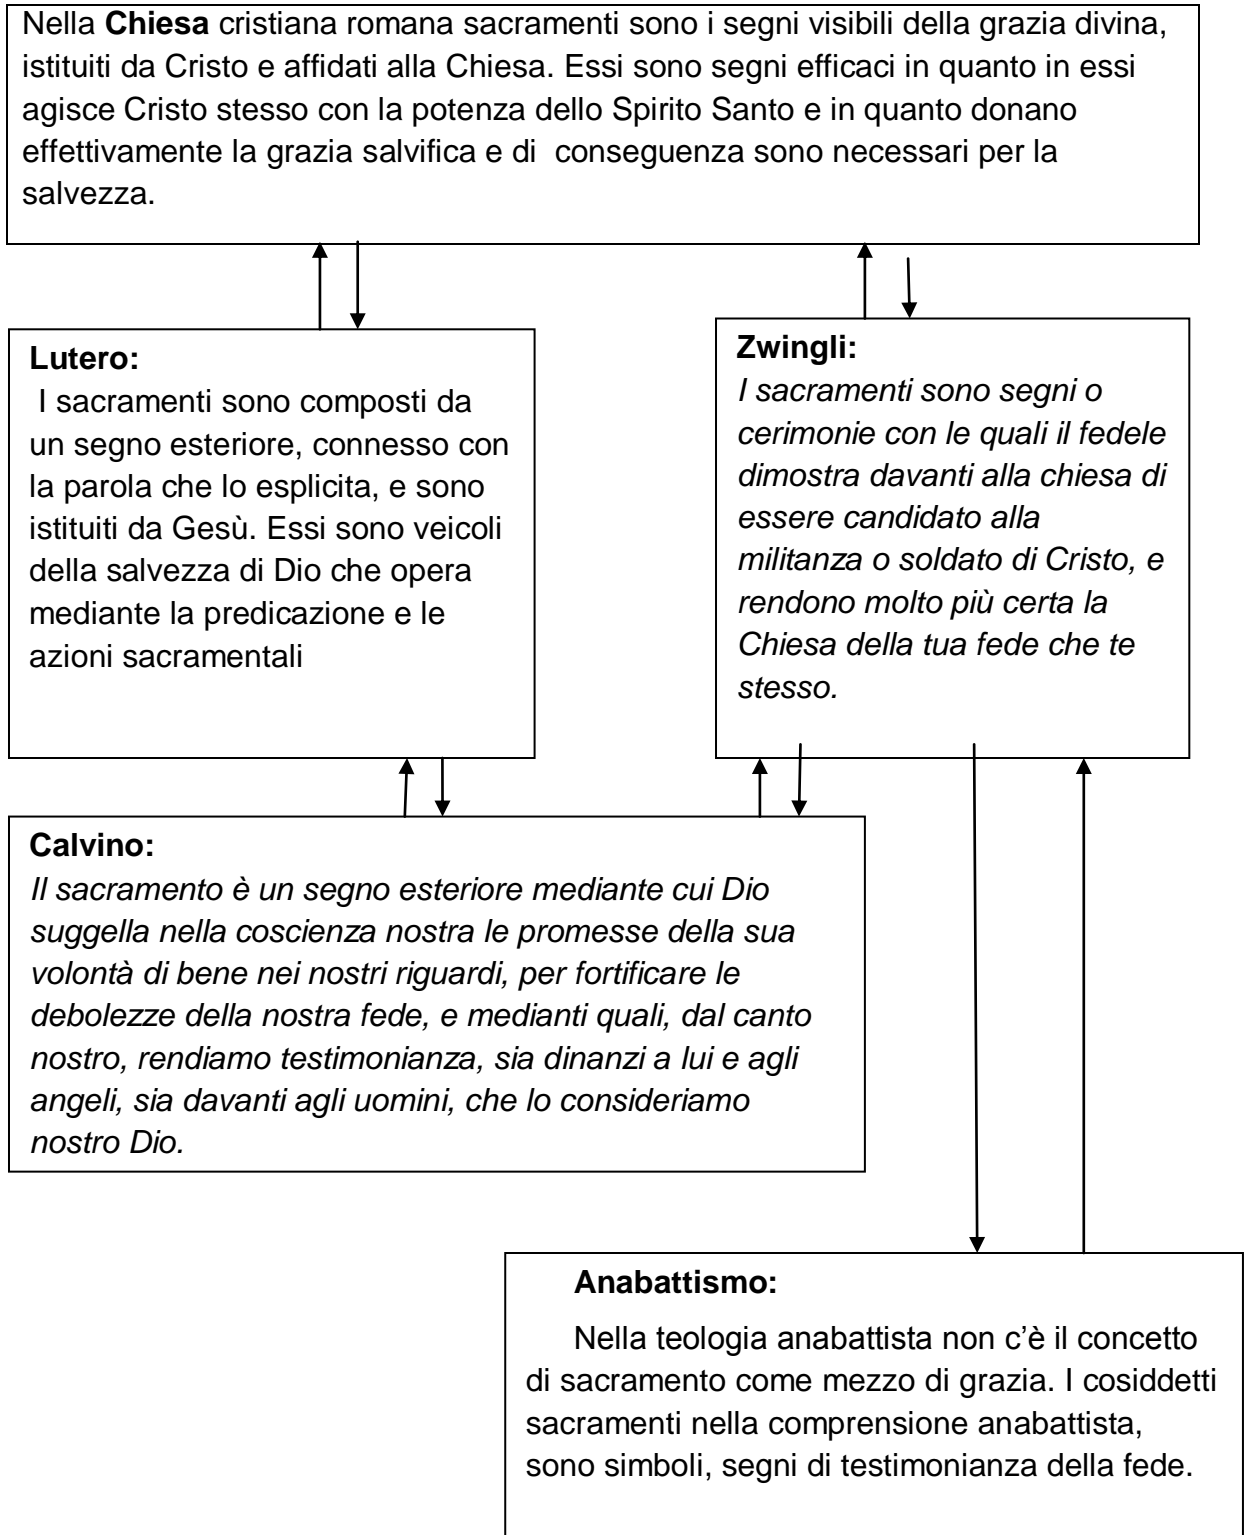 Nella Chiesa cristiana romana sacramenti sono i segni visibili della grazia divina,
istituiti da Cristo e affidati alla Chiesa. Essi sono segni efficaci in quanto in essi
agisce Cristo stesso con la potenza dello Spirito Santo e in quanto donano
effettivamente la grazia salvifica e di conseguenza sono necessari per la
salvezza.
Lutero:
I sacramenti sono composti da
un segno esteriore, connesso con
la parola che lo esplicita, e sono
istituiti da Gesù. Essi sono veicoli
della salvezza di Dio che opera
mediante la predicazione e le
azioni sacramentali
Zwingli:
I sacramenti sono segni o
cerimonie con le quali il fedele
dimostra davanti alla chiesa di
essere candidato alla
militanza o soldato di Cristo, e
rendono molto più certa la
Chiesa della tua fede che te
stesso.
Calvino:
Il sacramento è un segno esteriore mediante cui Dio
suggella nella coscienza nostra le promesse della sua
volontà di bene nei nostri riguardi, per fortificare le
debolezze della nostra fede, e medianti quali, dal canto
nostro, rendiamo testimonianza, sia dinanzi a lui e agli
angeli, sia davanti agli uomini, che lo consideriamo
nostro Dio.
Anabattismo:
Nella teologia anabattista non c’è il concetto
di sacramento come mezzo di grazia. I cosiddetti
sacramenti nella comprensione anabattista,
sono simboli, segni di testimonianza della fede.